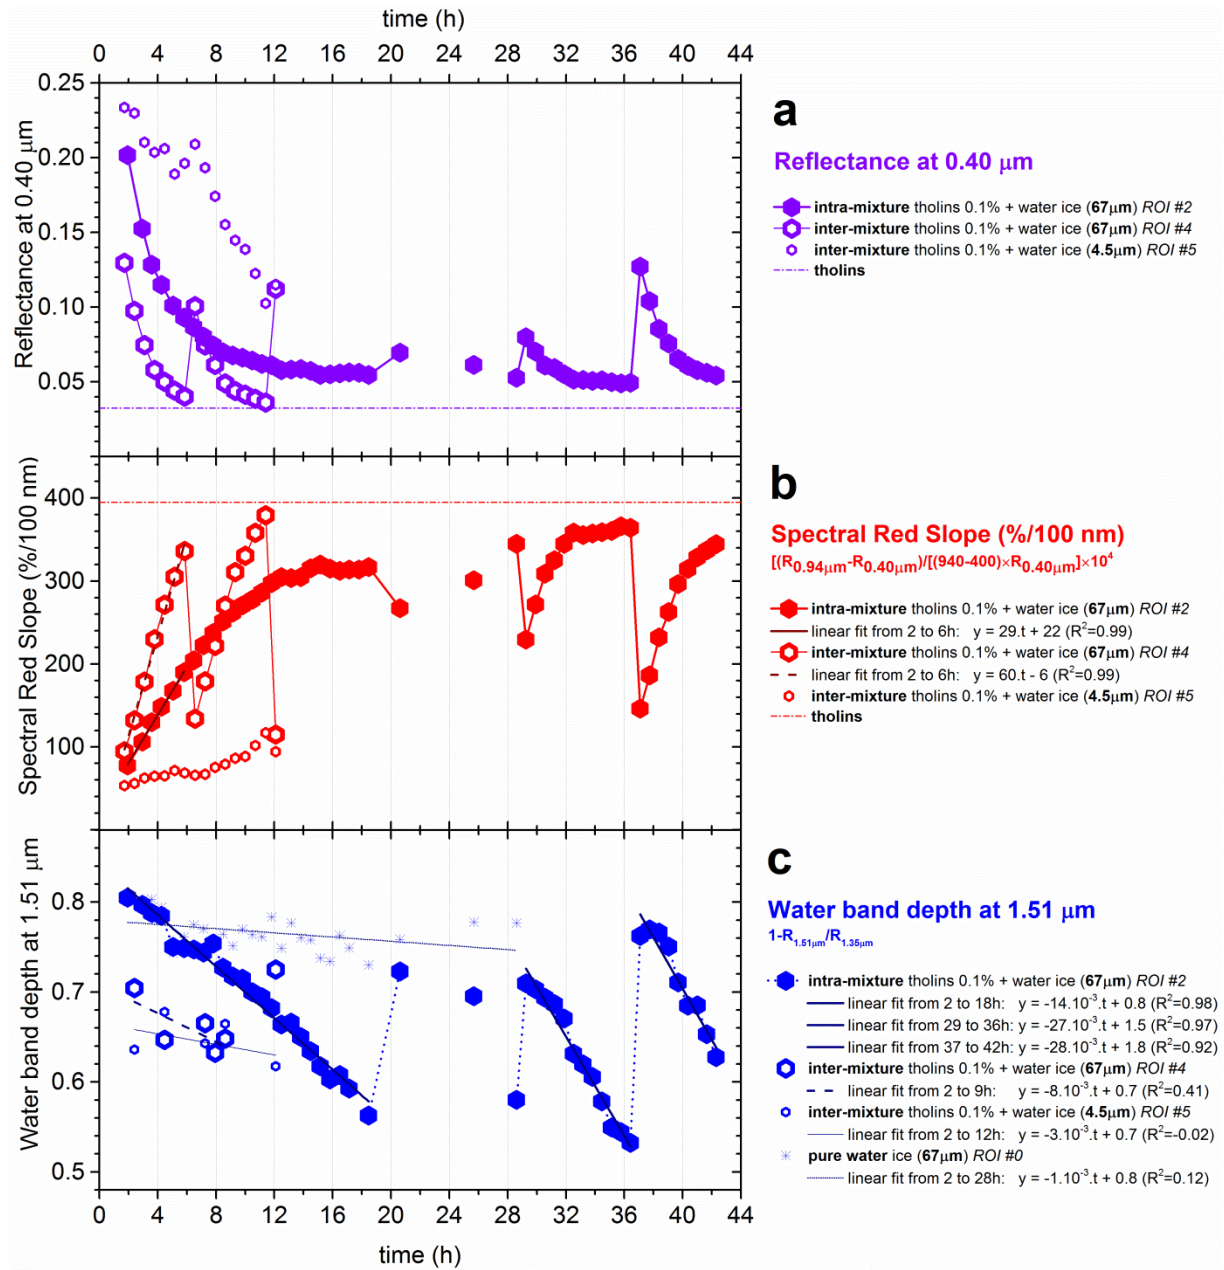 time (h)
0 4 8 12 16 20 24 28 32 36 40 44
0.25
0.20
0.15
0.10
0.05
Reflectance at 0.40 μm
a
Reflectance at 0.40 μm
intra-mixture tholins 0.1% + water ice (67μm) ROI #2
inter-mixture tholins 0.1% + water ice (67μm) ROI #4
inter-mixture tholins 0.1% + water ice (4.5μm) ROI #5
tholins
400
300
200
100
Spectral Red Slope (%/100 nm)
b
Spectral Red Slope (%/100 nm)
[(R0.94μm-R0.40μm)/[(940-400)×R0.40μm]×10⁴
intra-mixture tholins 0.1% + water ice (67μm) ROI #2
linear fit from 2 to 6h: y = 29.t + 22 (R²=0.99)
inter-mixture tholins 0.1% + water ice (67μm) ROI #4
linear fit from 2 to 6h: y = 60.t - 6 (R²=0.99)
inter-mixture tholins 0.1% + water ice (4.5μm) ROI #5
tholins
0.8
0.7
0.6
0.5
Water band depth at 1.51 μm
c
Water band depth at 1.51 μm
1-R1.51μm/R1.35μm
intra-mixture tholins 0.1% + water ice (67μm) ROI #2
linear fit from 2 to 18h: y = -14.10⁻³.t + 0.8 (R²=0.98)
linear fit from 29 to 36h: y = -27.10⁻³.t + 1.5 (R²=0.97)
linear fit from 37 to 42h: y = -28.10⁻³.t + 1.8 (R²=0.92)
inter-mixture tholins 0.1% + water ice (67μm) ROI #4
linear fit from 2 to 9h: y = -8.10⁻³.t + 0.7 (R²=0.41)
inter-mixture tholins 0.1% + water ice (4.5μm) ROI #5
linear fit from 2 to 12h: y = -3.10⁻³.t + 0.7 (R²=-0.02)
pure water ice (67μm) ROI #0
linear fit from 2 to 28h: y = -1.10⁻³.t + 0.8 (R²=0.12)
0 4 8 12 16 20 24 28 32 36 40 44
time (h)